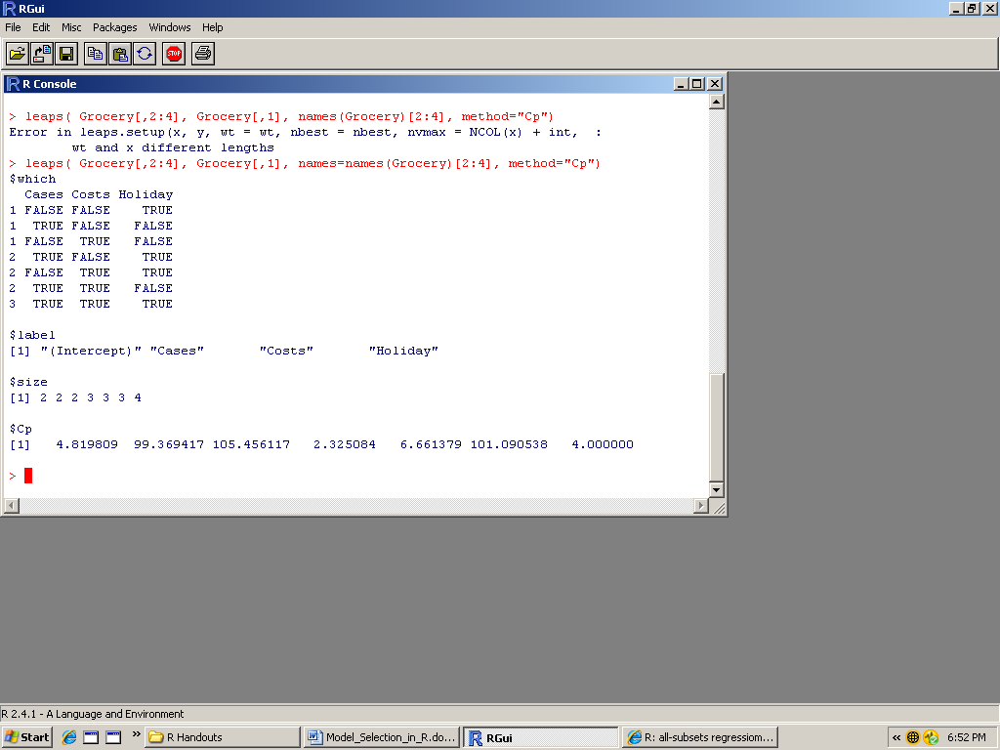 RGui
File Edit Misc Packages Windows Help
STOP
R Console
> leaps( Grocery[,2:4], Grocery[,1], names(Grocery)[2:4], method="Cp")
Error in leaps.setup(x, y, wt = wt, nbest = nbest, nvmax = NCOL(x) + int,  :
        wt and x different lengths
> leaps( Grocery[,2:4], Grocery[,1], names=names(Grocery)[2:4], method="Cp")
$which
  Cases Costs Holiday
1 FALSE FALSE    TRUE
1  TRUE FALSE   FALSE
1 FALSE  TRUE   FALSE
2  TRUE FALSE    TRUE
2 FALSE  TRUE    TRUE
2  TRUE  TRUE   FALSE
3  TRUE  TRUE    TRUE
$label
[1] "(Intercept)" "Cases"       "Costs"       "Holiday"
$size
[1] 2 2 2 3 3 3 4
$Cp
[1]   4.819809  99.369417 105.456117   2.325084   6.661379 101.090538   4.000000
>
R 2.4.1 - A Language and Environment
Start » R Handouts Model_Selection_in_R.do... RGui R: all-subsets regressiom... « 6:52 PM